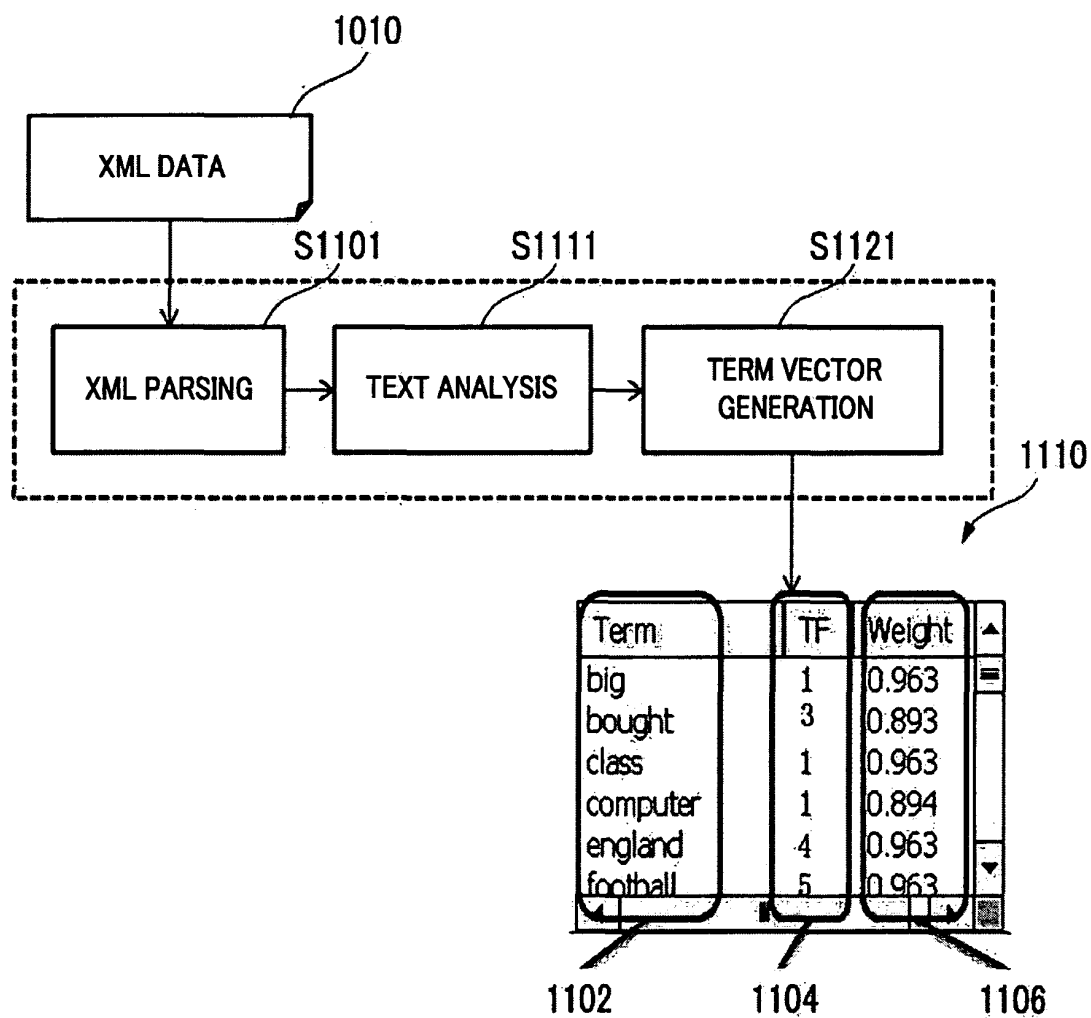 1010
XML DATA
S1101 S1111 S1121
XML PARSING
TEXT ANALYSIS
TERM VECTOR
GENERATION
1110
Term TF Weight
big 1 0.963
bought 3 0.893
class 1 0.963
computer 1 0.894
england 4 0.963
football 5 0.963
1102 1104 1106